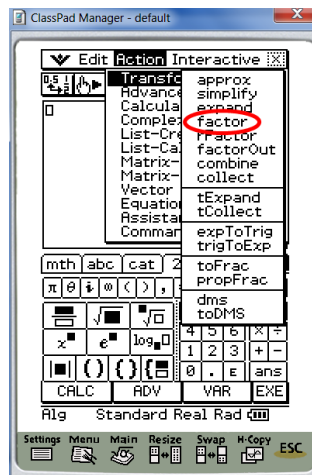 ClassPad Manager - default
Edit Action Interactive
Transfo
Advance
Calcula
Complex
List-Cre
List-Cal
Matrix-
Matrix-
Vector
Equation
Assista
Comman
approx
simplify
expand
factor
rFactor
factorOut
combine
collect
tExpand
tCollect
expToTrig
trigToExp
toFrac
propFrac
dms
toDMS
mth abc cat 2
π θ i ∞ ( ) ,
4 5 6 × ÷
1 2 3 + -
0 . E ans
CALC ADV VAR EXE
Alg Standard Real Rad
Settings Menu Main Resize Swap H-Copy ESC